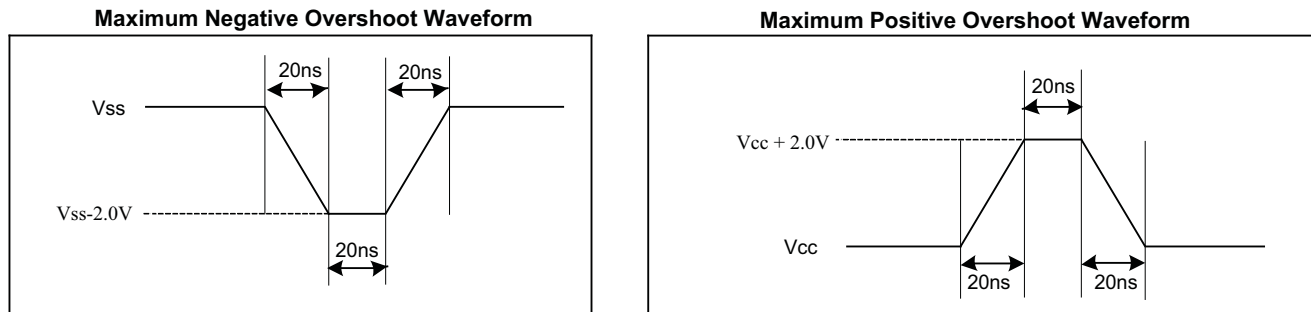 Maximum Negative Overshoot Waveform
20ns
20ns
Vss
Vss-2.0V
20ns
Maximum Positive Overshoot Waveform
20ns
Vcc + 2.0V
Vcc
20ns
20ns